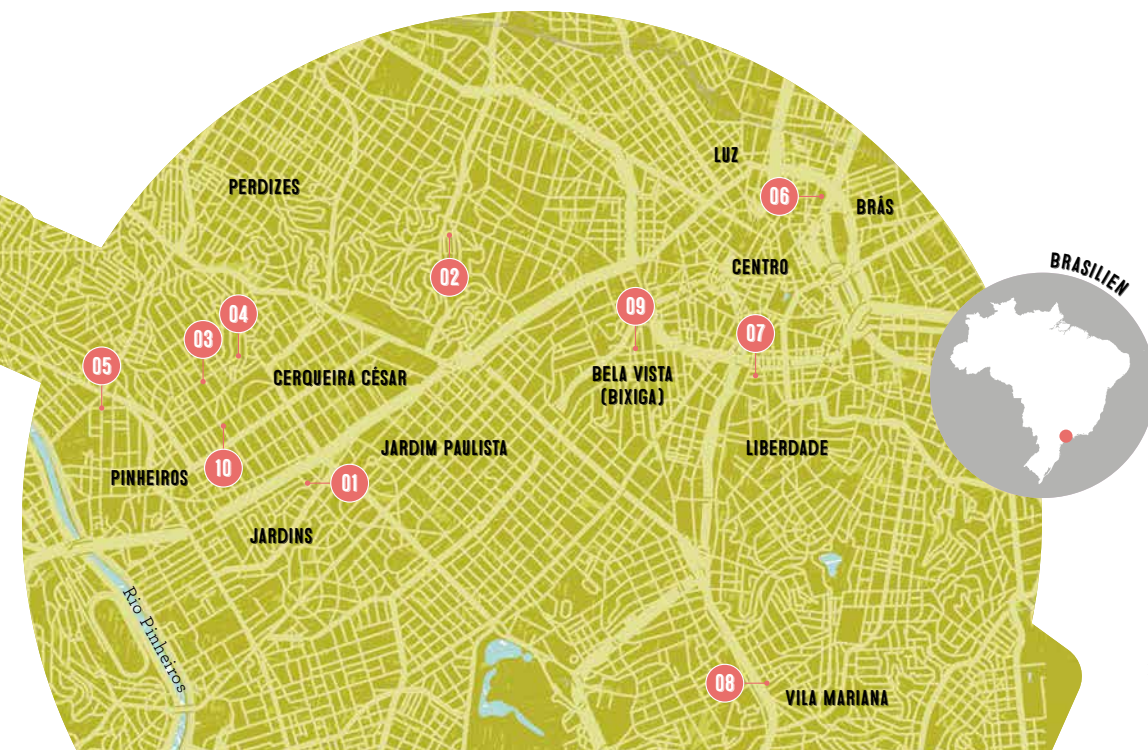 LUZ
PERDIZES
06
BRÁS
CENTRO
BRASILIEN
02
09
04
07
03
05
CERQUEIRA CÉSAR
BELA VISTA
(BIXIGA)
JARDIM PAULISTA
LIBERDADE
10
PINHEIROS
01
JARDINS
Rio Pinheiros
08
VILA MARIANA